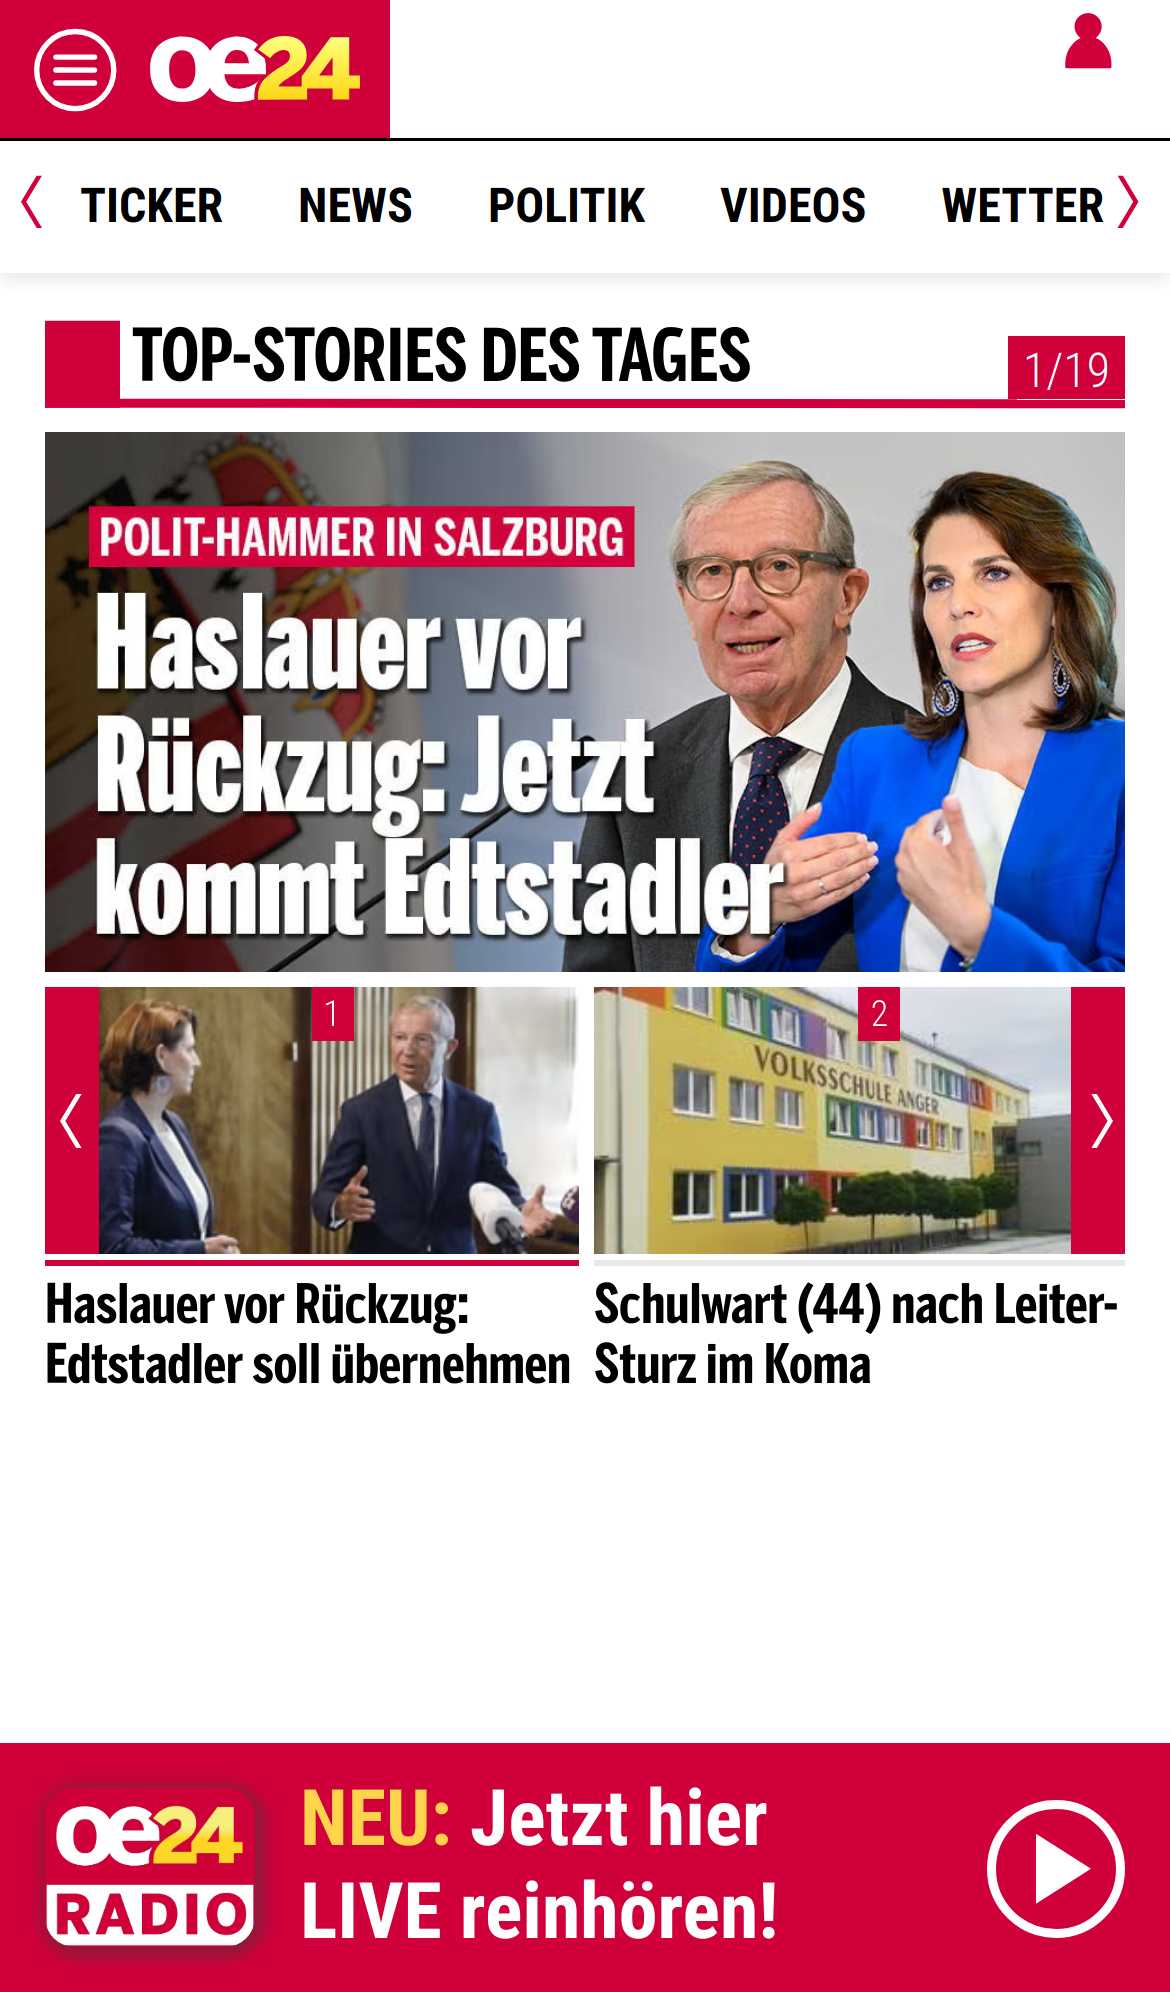 oe24
TICKER NEWS POLITIK VIDEOS WETTER
TOP-STORIES DES TAGES
1/19
POLIT-HAMMER IN SALZBURG
Haslauer vor
Rückzug: Jetzt
kommt Edtstadler
1
2
VOLKSSCHULE ANGER
Haslauer vor Rückzug:
Edtstadler soll übernehmen
Schulwart (44) nach Leiter-
Sturz im Koma
oe24
RADIO
NEU: Jetzt hier
LIVE reinhören!